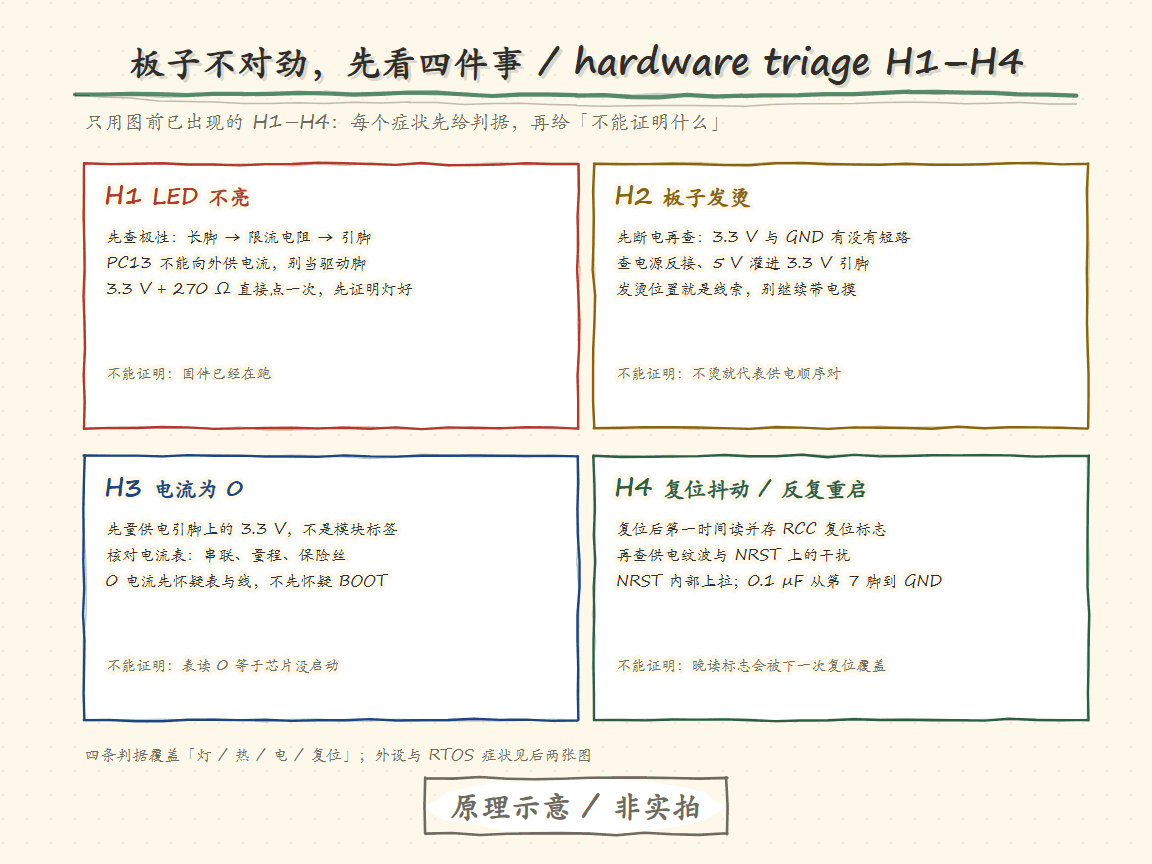 板子不对劲，先看四件事 / hardware triage H1–H4
只用图前已出现的 H1–H4：每个症状先给判据，再给「不能证明什么」
H1 LED 不亮
先查极性：长脚 → 限流电阻 → 引脚
PC13 不能向外供电流，别当驱动脚
3.3 V + 270 Ω 直接点一次，先证明灯好
不能证明：固件已经在跑
H2 板子发烫
先断电再查：3.3 V 与 GND 有没有短路
查电源反接、5 V 灌进 3.3 V 引脚
发烫位置就是线索，别继续带电摸
不能证明：不烫就代表供电顺序对
H3 电流为 0
先量供电引脚上的 3.3 V，不是模块标签
核对电流表：串联、量程、保险丝
0 电流先怀疑表与线，不先怀疑 BOOT
不能证明：表读 0 等于芯片没启动
H4 复位抖动 / 反复重启
复位后第一时间读并存 RCC 复位标志
再查供电纹波与 NRST 上的干扰
NRST 内部上拉；0.1 µF 从第 7 脚到 GND
不能证明：晚读标志会被下一次复位覆盖
四条判据覆盖「灯 / 热 / 电 / 复位」；外设与 RTOS 症状见后两张图
原理示意 / 非实拍